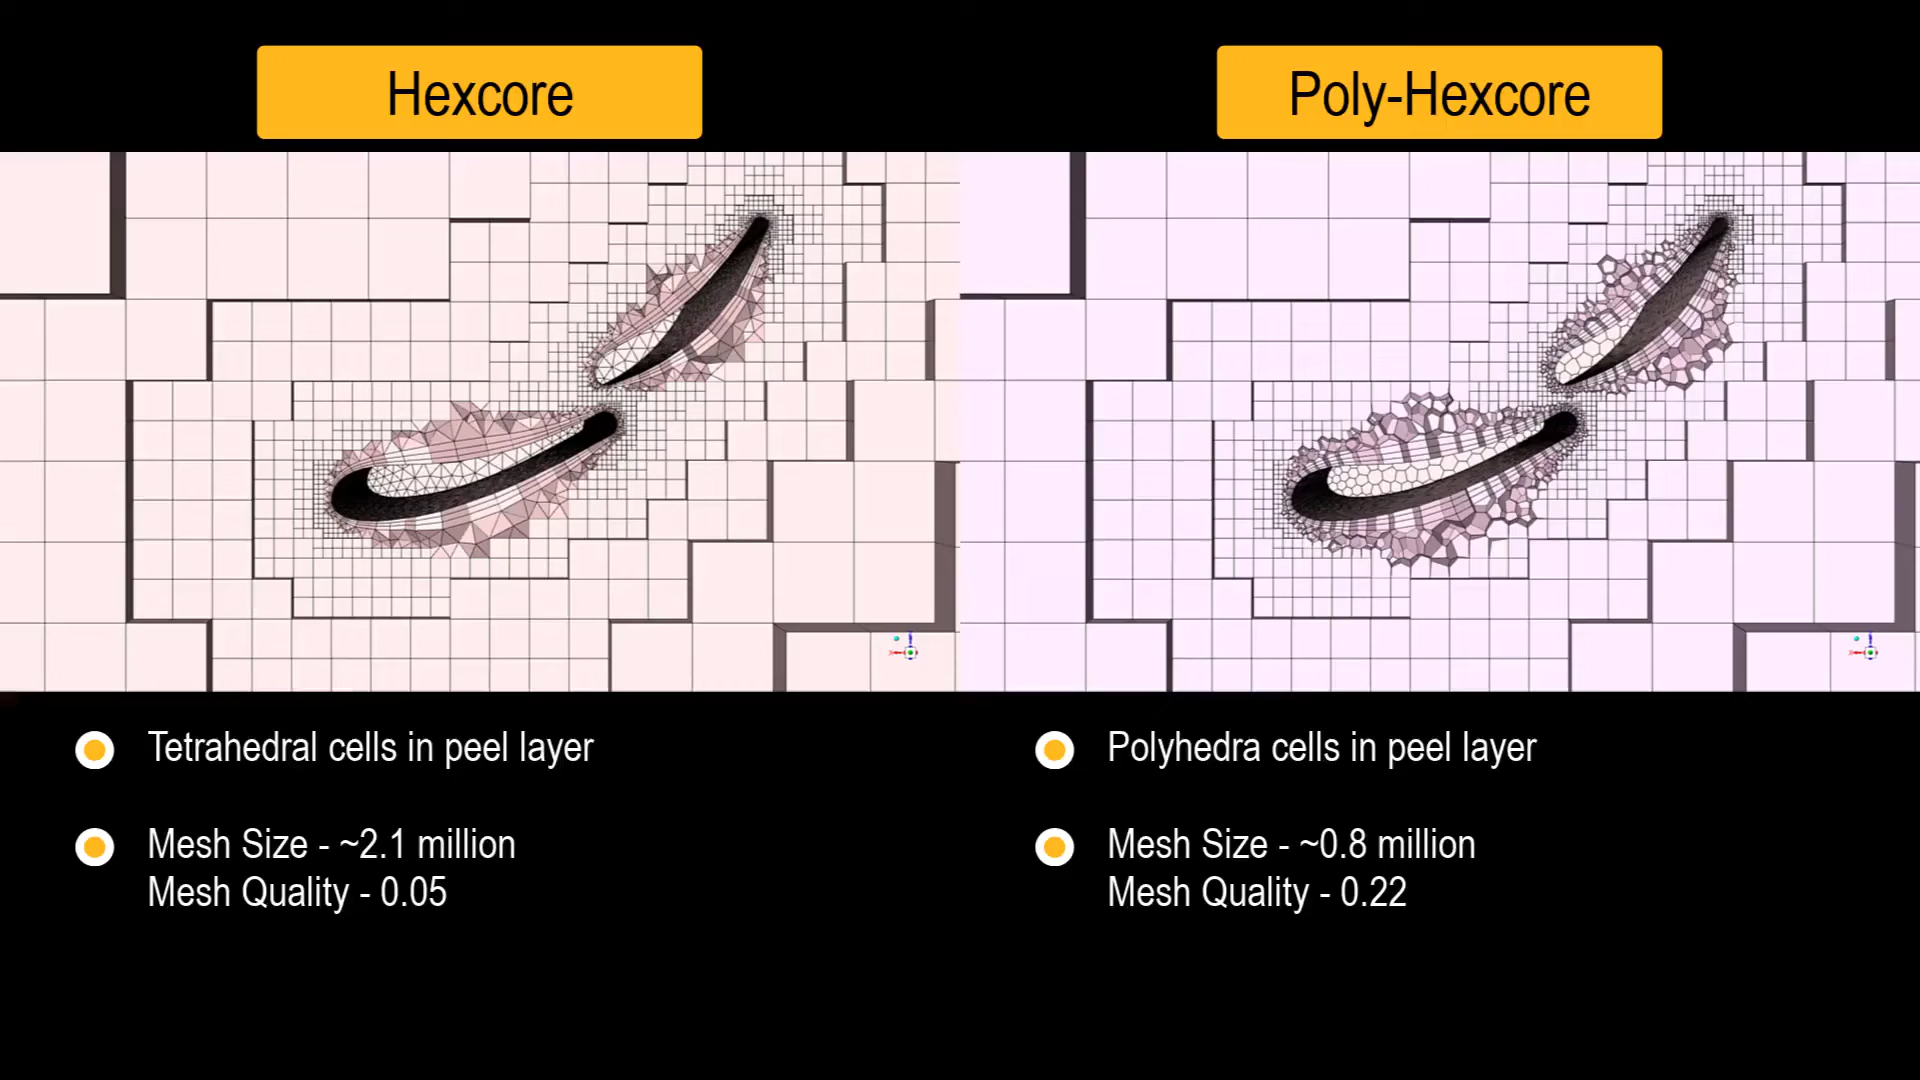 Hexcore
Poly-Hexcore
Tetrahedral cells in peel layer
Mesh Size - ~2.1 million
Mesh Quality - 0.05
Polyhedra cells in peel layer
Mesh Size - ~0.8 million
Mesh Quality - 0.22